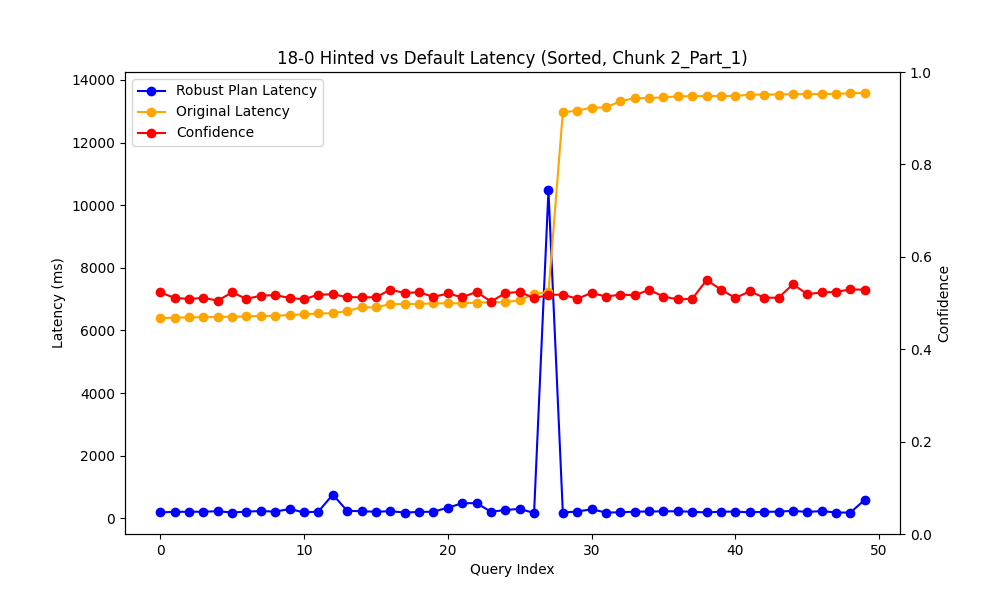 18-0 Hinted vs Default Latency (Sorted, Chunk 2_Part_1)
Robust Plan Latency
Original Latency
Confidence
14000
12000
10000
8000
6000
4000
2000
0
Latency (ms)
1.0
0.8
0.6
0.4
0.2
0.0
Confidence
0 10 20 30 40 50
Query Index